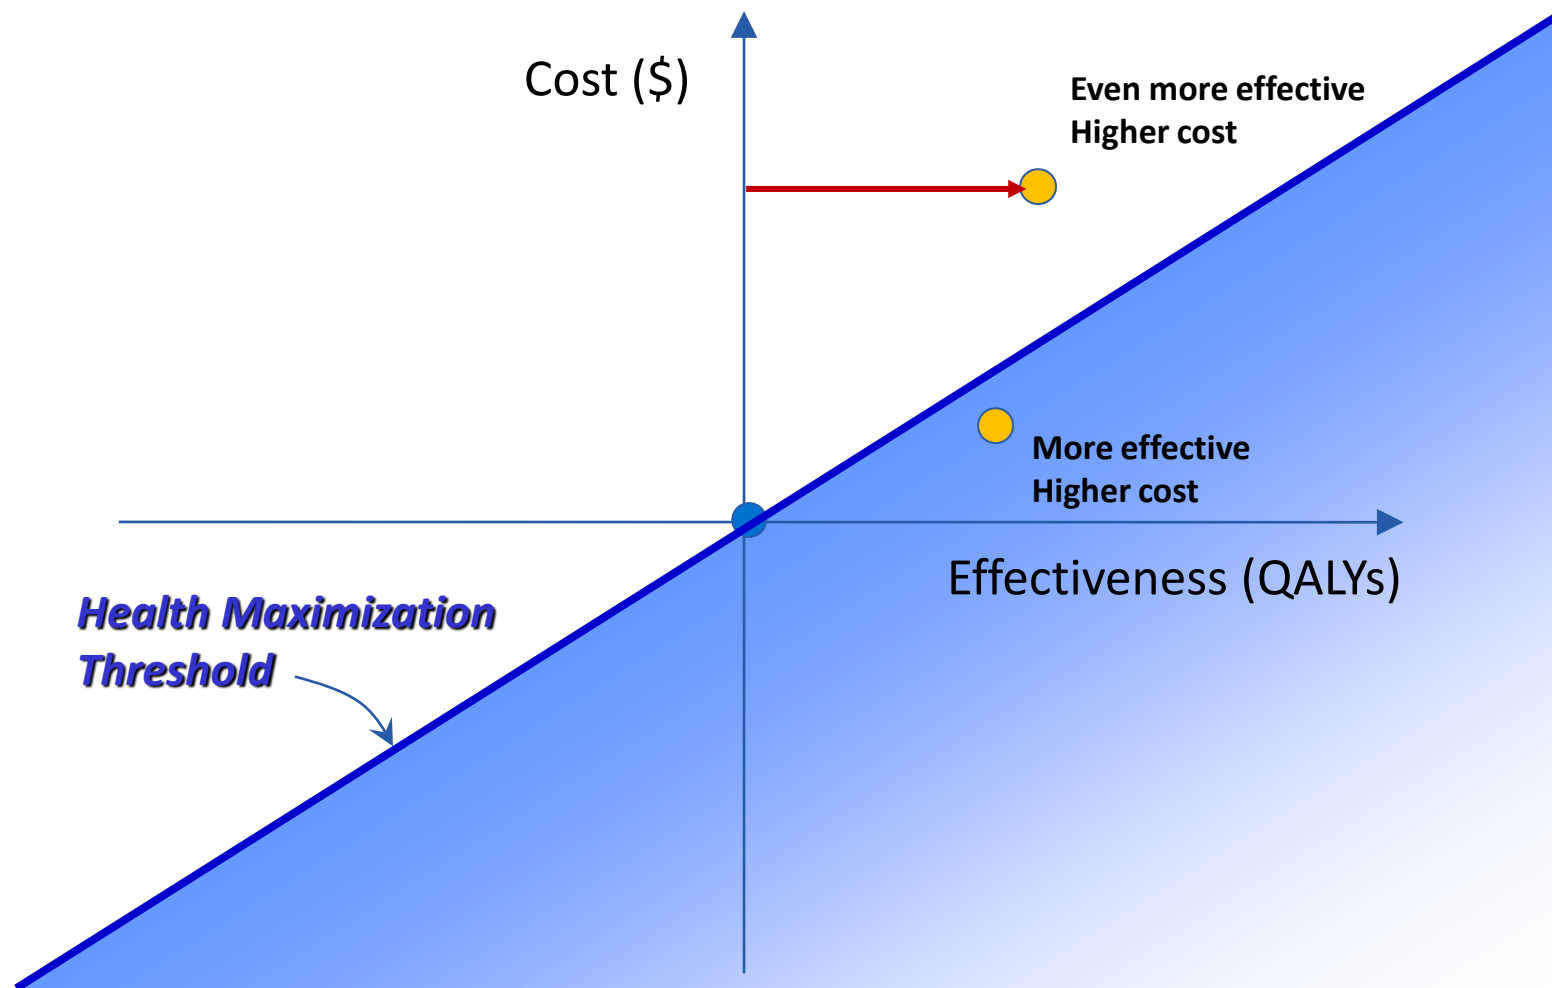 Cost ($)
Even more effective
Higher cost
More effective
Higher cost
Effectiveness (QALYs)
Health Maximization
Threshold